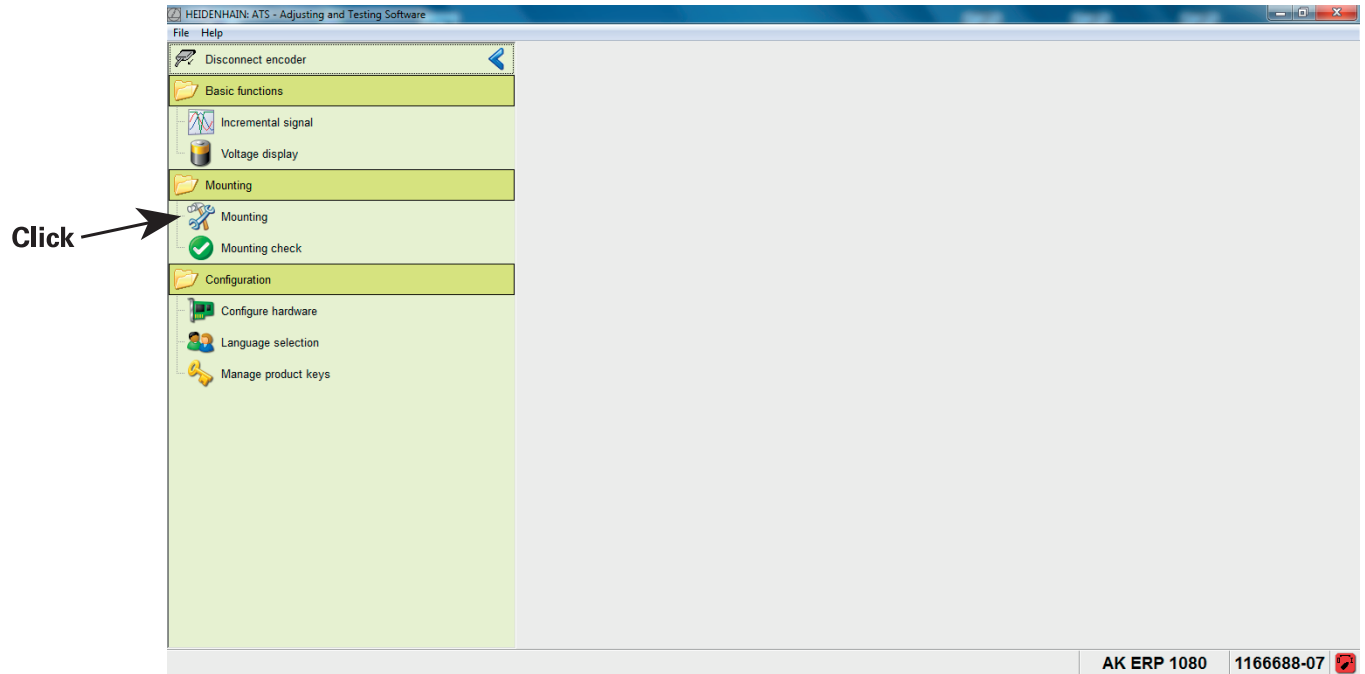 HEIDENHAIN: ATS - Adjusting and Testing Software
File Help
Disconnect encoder
Basic functions
Incremental signal
Voltage display
Mounting
Mounting
Click
Mounting check
Configuration
Configure hardware
Language selection
Manage product keys
AK ERP 1080 1166688-07